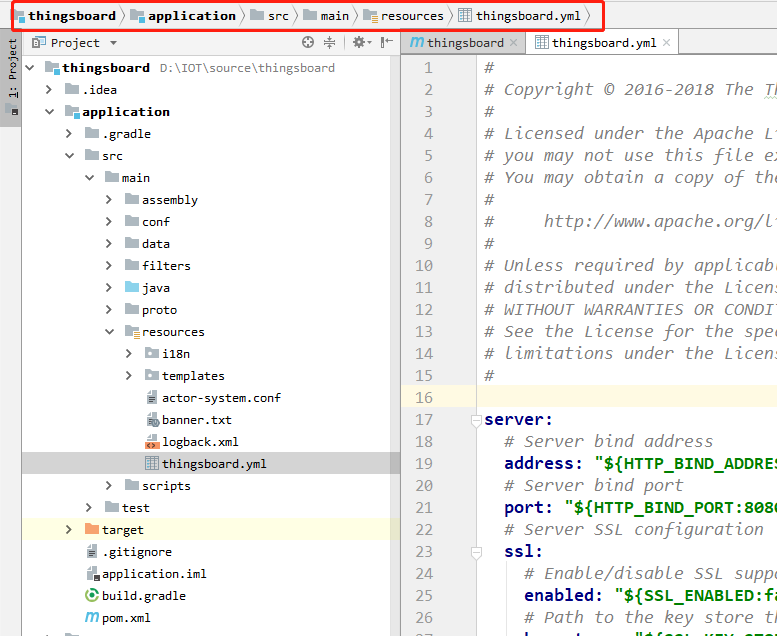 thingsboard application src main resources thingsboard.yml
1: Project
Project
thingsboard D:\IOT\source\thingsboard
.idea
application
.gradle
src
main
assembly
conf
data
filters
java
proto
resources
i18n
templates
actor-system.conf
banner.txt
logback.xml
thingsboard.yml
scripts
test
target
.gitignore
application.iml
build.gradle
pom.xml
thingsboard thingsboard.yml
1 #
2 # Copyright © 2016-2018 The Th
3 #
4 # Licensed under the Apache Li
5 # you may not use this file ex
6 # You may obtain a copy of the
7 #
8 # http://www.apache.org/l
9 #
10 # Unless required by applicabl
11 # distributed under the Licens
12 # WITHOUT WARRANTIES OR CONDIT
13 # See the License for the spec
14 # limitations under the Licens
15 #
16
17 server:
18 # Server bind address
19 address: "${HTTP_BIND_ADDRES
20 # Server bind port
21 port: "${HTTP_BIND_PORT:8080
22 # Server SSL configuration
23 ssl:
24 # Enable/disable SSL suppo
25 enabled: "${SSL_ENABLED:fa
26 # Path to the key store th